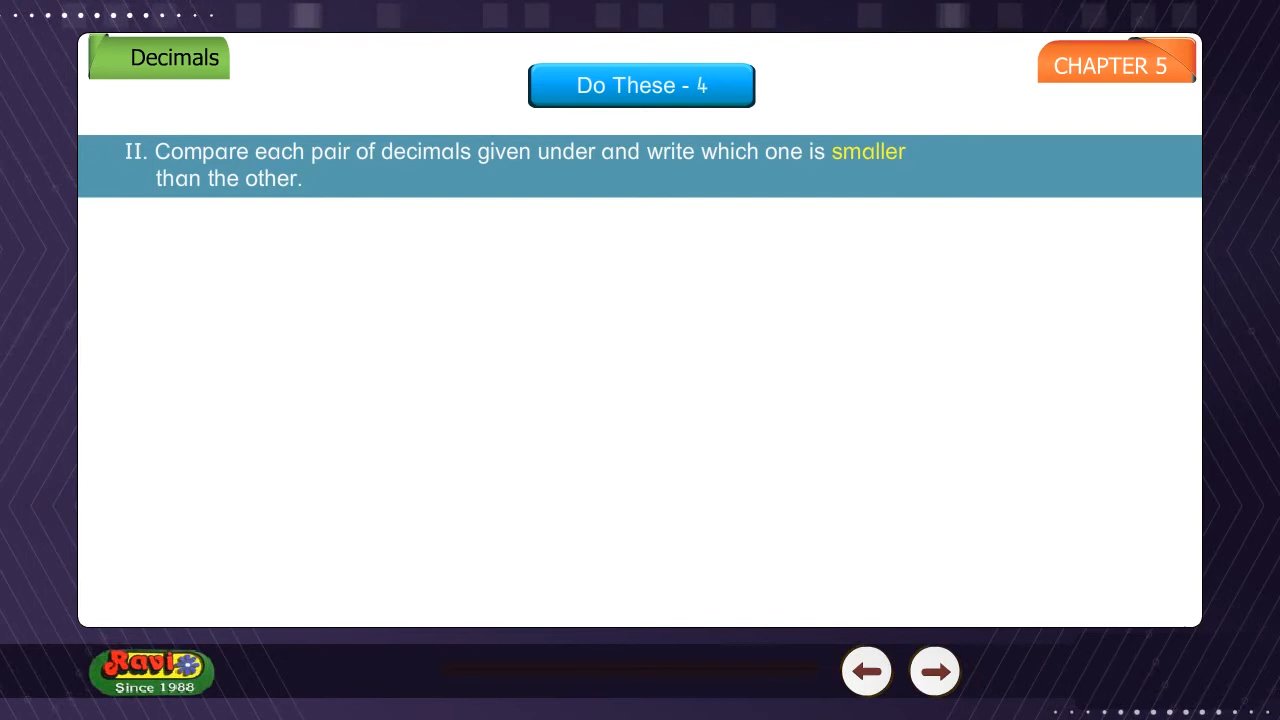 Decimals
CHAPTER 5
Do These - 4
II. Compare each pair of decimals given under and write which one is smaller
than the other.
Ravi
Since 1988